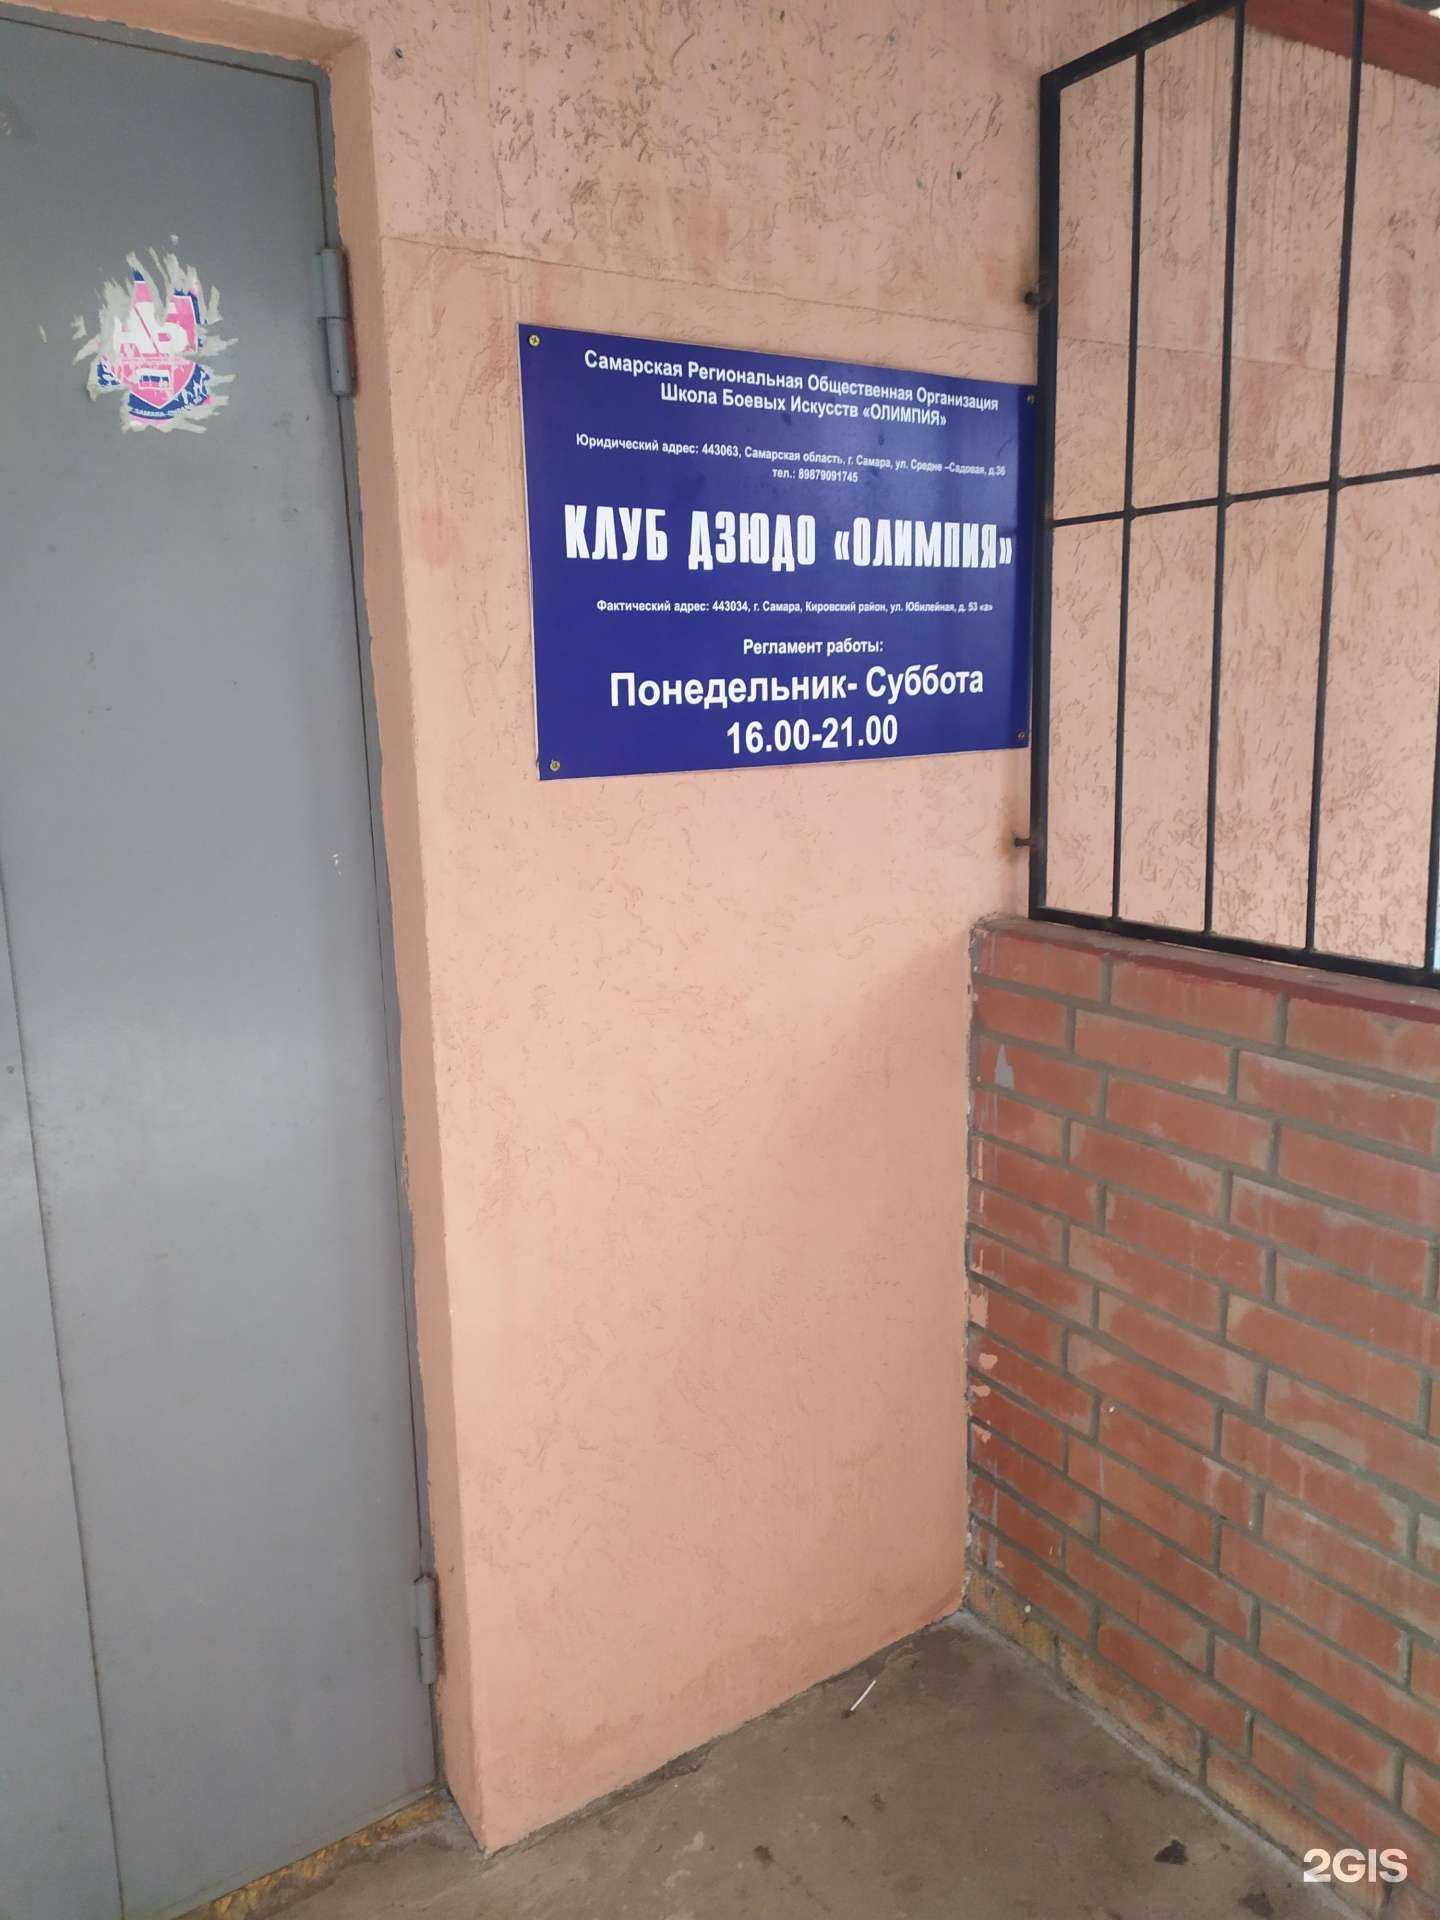 Самарская Региональная Общественная Организация
Школа Боевых Искусств «ОЛИМПИЯ»
Юридический адрес: 443063, Самарская область, г. Самара, ул. Средне –Садовая, д.36
тел.: 89879091745
КЛУБ ДЗЮДО «ОЛИМПИЯ»
Фактический адрес: 443034, г. Самара, Кировский район, ул. Юбилейная, д. 53 «а»
Регламент работы:
Понедельник- Суббота
16.00-21.00
2GIS